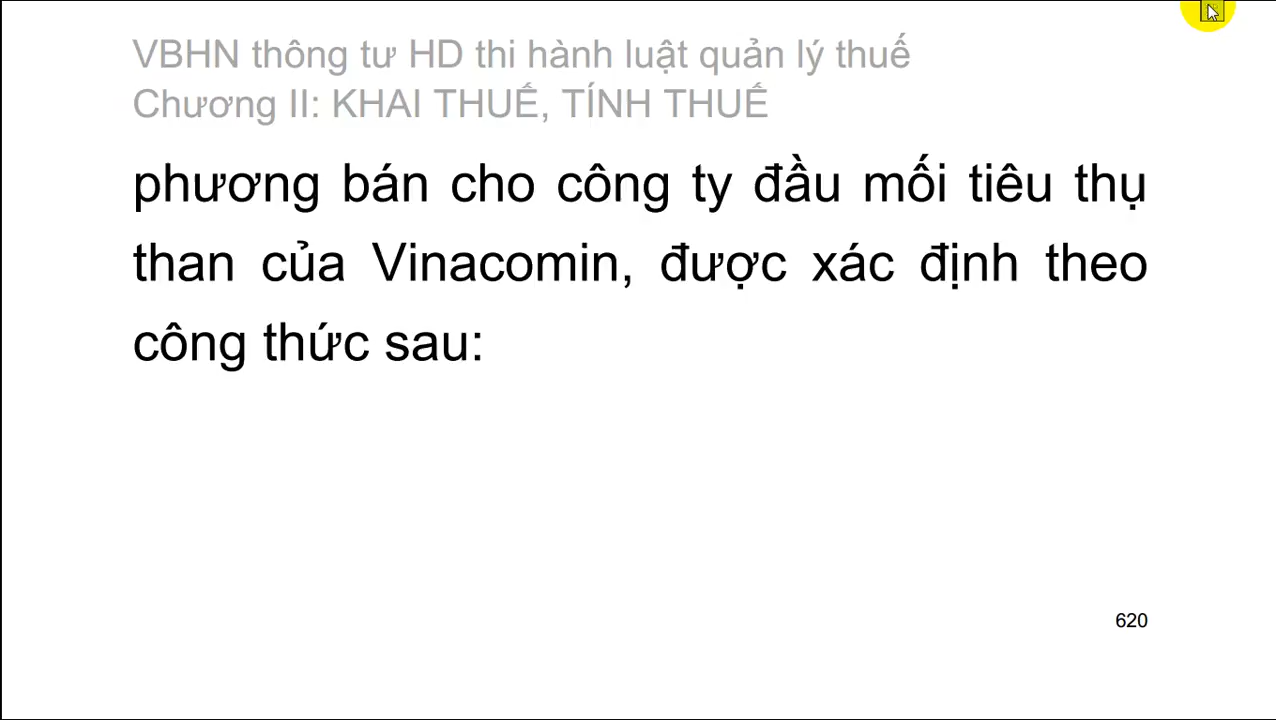 VBHN thông tư HD thi hành luật quản lý thuế
Chương II: KHAI THUẾ, TÍNH THUẾ
phương bán cho công ty đầu mối tiêu thụ
than của Vinacomin, được xác định theo
công thức sau:
620